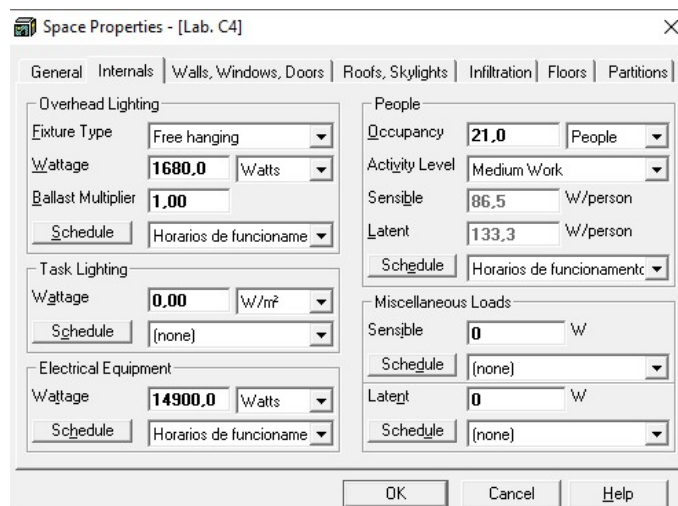 Space Properties - [Lab. C4]
General Internals Walls, Windows, Doors Roofs, Skylights Infiltration Floors Partitions
Overhead Lighting
Fixture Type Free hanging
Wattage 1680,0 Watts
Ballast Multiplier 1,00
Schedule Horarios de funcioname
Task Lighting
Wattage 0,00 W/m²
Schedule (none)
Electrical Equipment
Wattage 14900,0 Watts
Schedule Horarios de funcioname
People
Occupancy 21,0 People
Activity Level Medium Work
Sensible 86,5 W/person
Latent 133,3 W/person
Schedule Horarios de funcionamento
Miscellaneous Loads
Sensible 0 W
Schedule (none)
Latent 0 W
Schedule (none)
OK Cancel Help